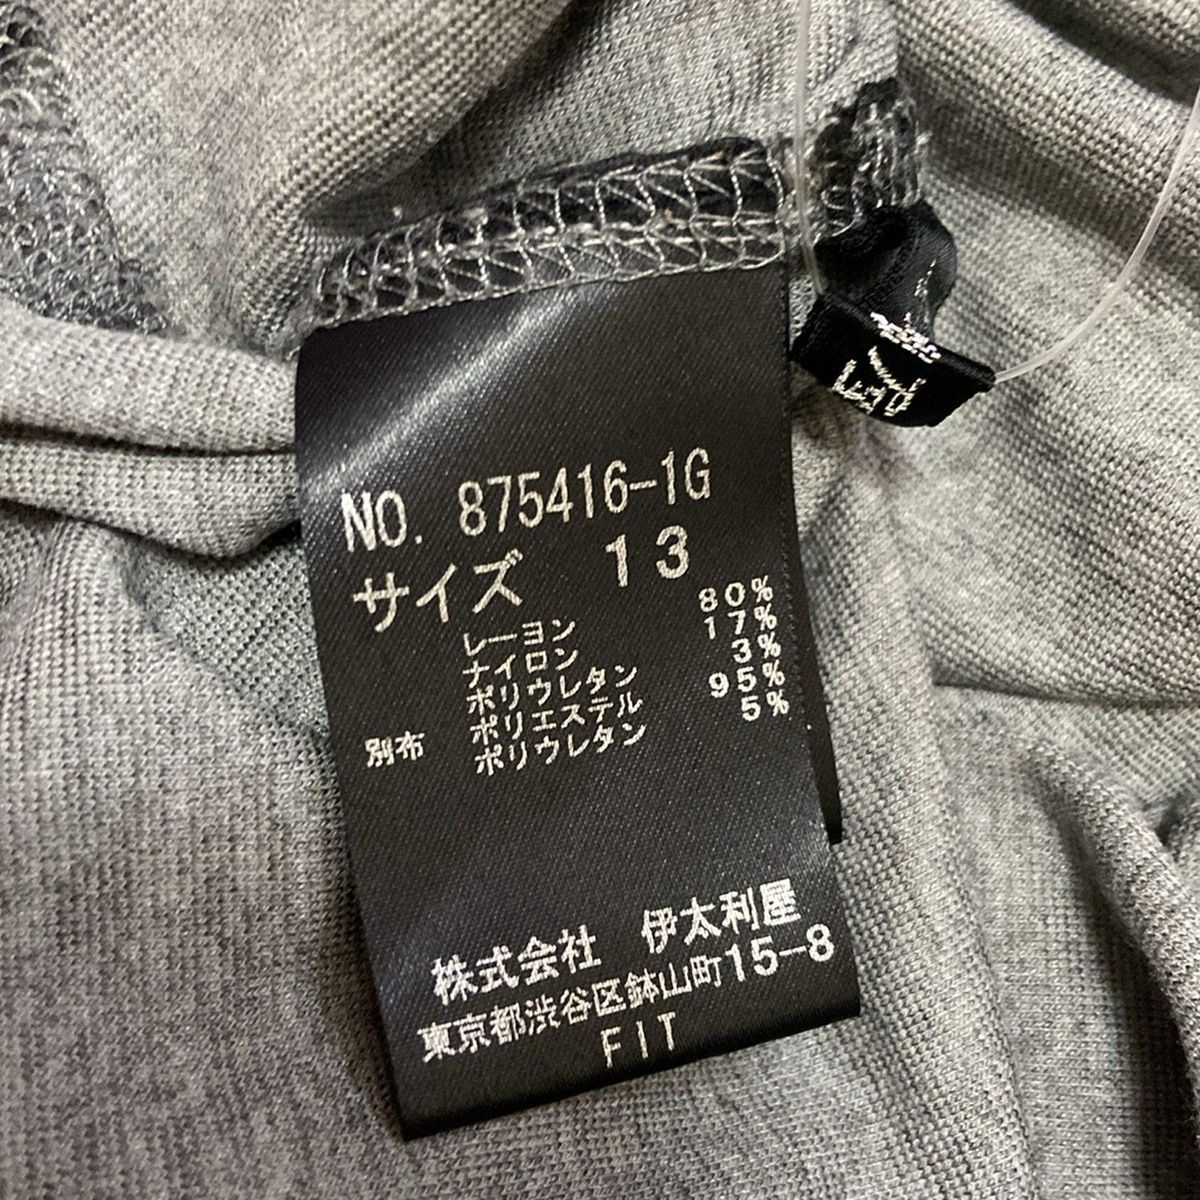 NO. 875416-1G
サイズ 13
レーヨン 80%
ナイロン 17%
ポリウレタン 3%
別布 ポリエステル 95%
ポリウレタン 5%
株式会社 伊太利屋
東京都渋谷区鉢山町15-8
FIT